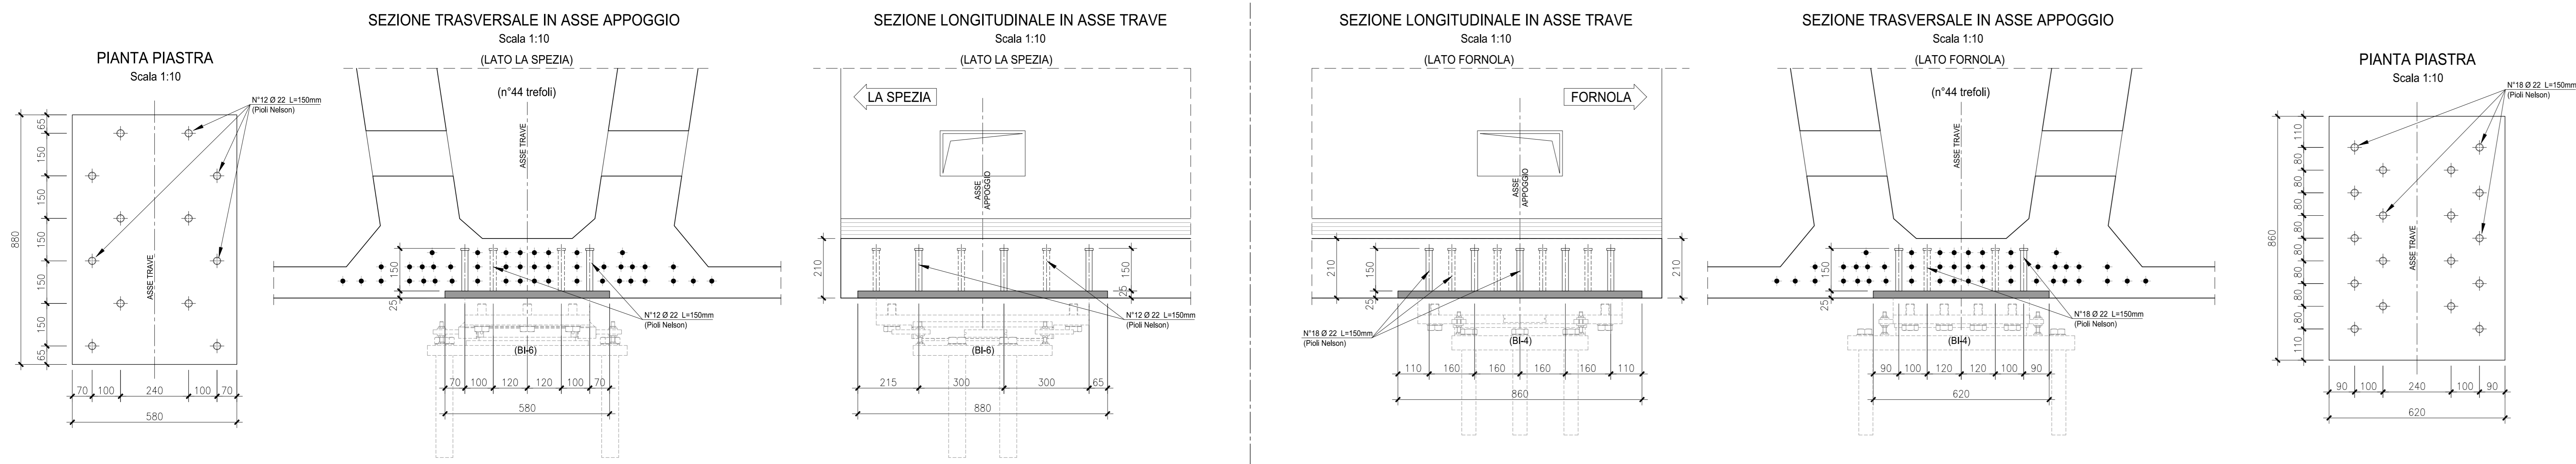 PIANTA PIASTRA
Scala 1:10
N°12 Ø 22 L=150mm
(Pioli Nelson)
65
150
150
150
150
150
65
880
ASSE TRAVE
70 100 240 100 70
580
SEZIONE TRASVERSALE IN ASSE APPOGGIO
Scala 1:10
(LATO LA SPEZIA)
(n°44 trefoli)
ASSE TRAVE
150
25
N°12 Ø 22 L=150mm
(Pioli Nelson)
(BI-6)
70 100 120 120 100 70
580
SEZIONE LONGITUDINALE IN ASSE TRAVE
Scala 1:10
(LATO LA SPEZIA)
LA SPEZIA
ASSE
APPOGGIO
210
150
25
N°12 Ø 22 L=150mm
(Pioli Nelson)
(BI-6)
215 300 300 65
880
SEZIONE LONGITUDINALE IN ASSE TRAVE
Scala 1:10
(LATO FORNOLA)
FORNOLA
ASSE
APPOGGIO
210
150
25
210
N°18 Ø 22 L=150mm
(Pioli Nelson)
(BI-4)
110 160 160 160 160 110
860
SEZIONE TRASVERSALE IN ASSE APPOGGIO
Scala 1:10
(LATO FORNOLA)
(n°44 trefoli)
ASSE TRAVE
150
25
N°18 Ø 22 L=150mm
(Pioli Nelson)
(BI-4)
90 100 120 120 100 90
620
PIANTA PIASTRA
Scala 1:10
N°18 Ø 22 L=150mm
(Pioli Nelson)
110
80
80
80
80
80
80
80
80
110
860
ASSE TRAVE
90 100 240 100 90
620